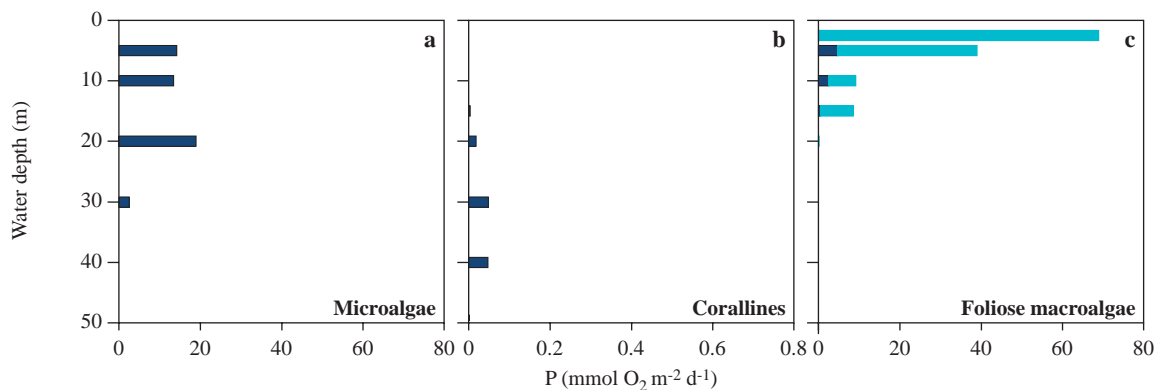 0
10
20
30
40
50
Water depth (m)
a
b
c
Microalgae
Corallines
Foliose macroalgae
0 20 40 60 80
0 0.2 0.4 0.6 0.8
0 20 40 60 80
P (mmol O₂ m⁻² d⁻¹)